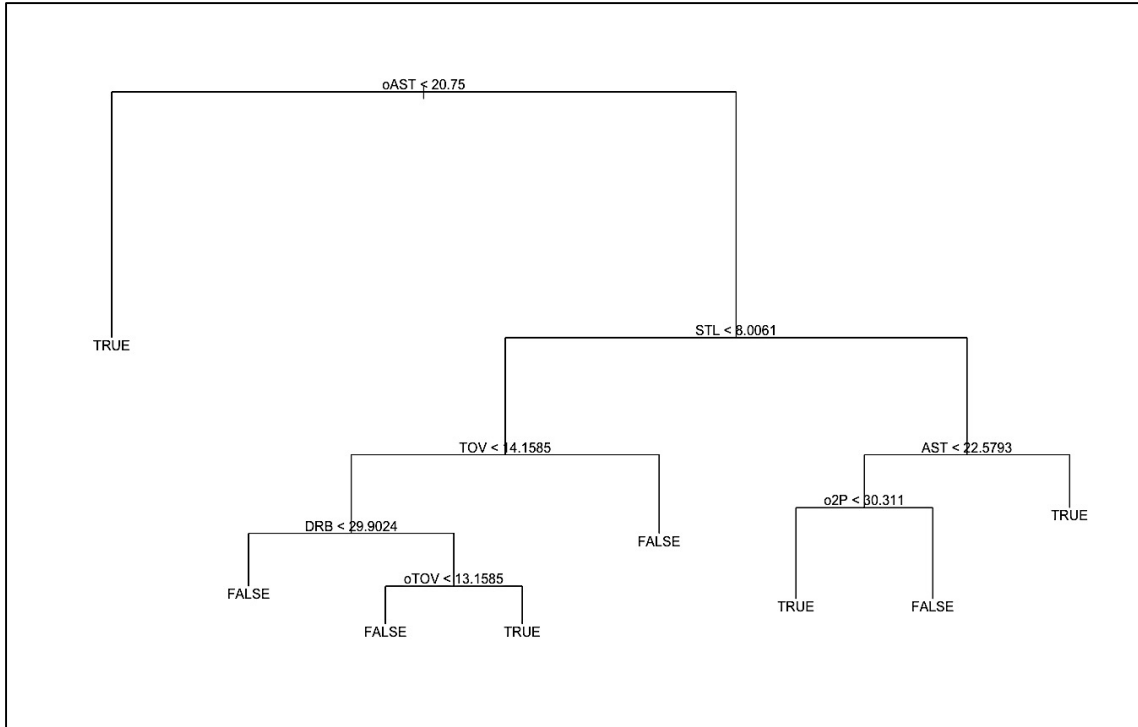 oAST < 20.75
TRUE
STL < 8.0061
TOV < 14.1585
AST < 22.5793
DRB < 29.9024
FALSE
o2P < 30.311
TRUE
FALSE
oTOV < 13.1585
TRUE
FALSE
FALSE
TRUE